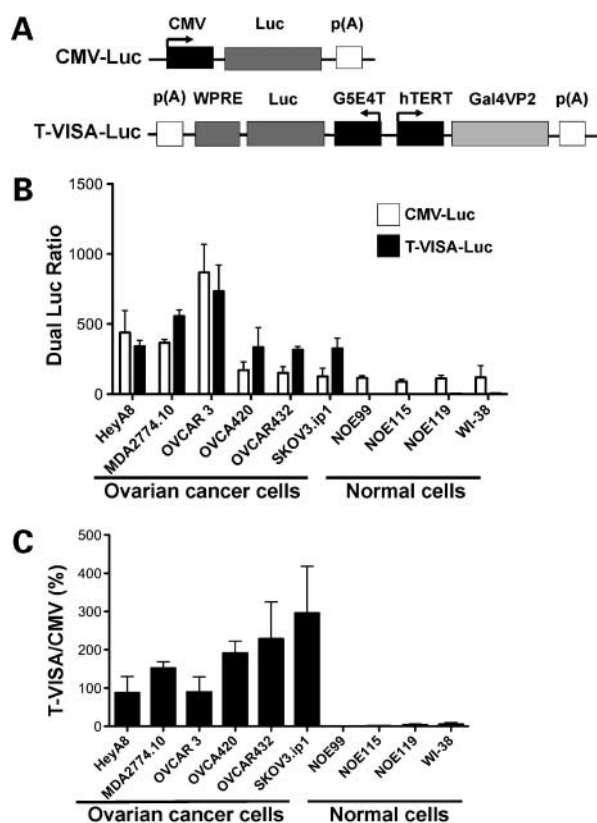 A
CMV Luc p(A)
CMV-Luc
p(A) WPRE Luc G5E4T hTERT Gal4VP2 p(A)
T-VISA-Luc
B
1500
1000
500
0
Dual Luc Ratio
CMV-Luc
T-VISA-Luc
HeyA8
MDA2774.10
OVCAR 3
OVCA420
OVCAR432
SKOV3.ip1
NOE99
NOE115
NOE119
WI-38
Ovarian cancer cells
Normal cells
C
500
400
300
200
100
0
T-VISA/CMV (%)
HeyA8
MDA2774.10
OVCAR 3
OVCA420
OVCAR432
SKOV3.ip1
NOE99
NOE115
NOE119
WI-38
Ovarian cancer cells
Normal cells